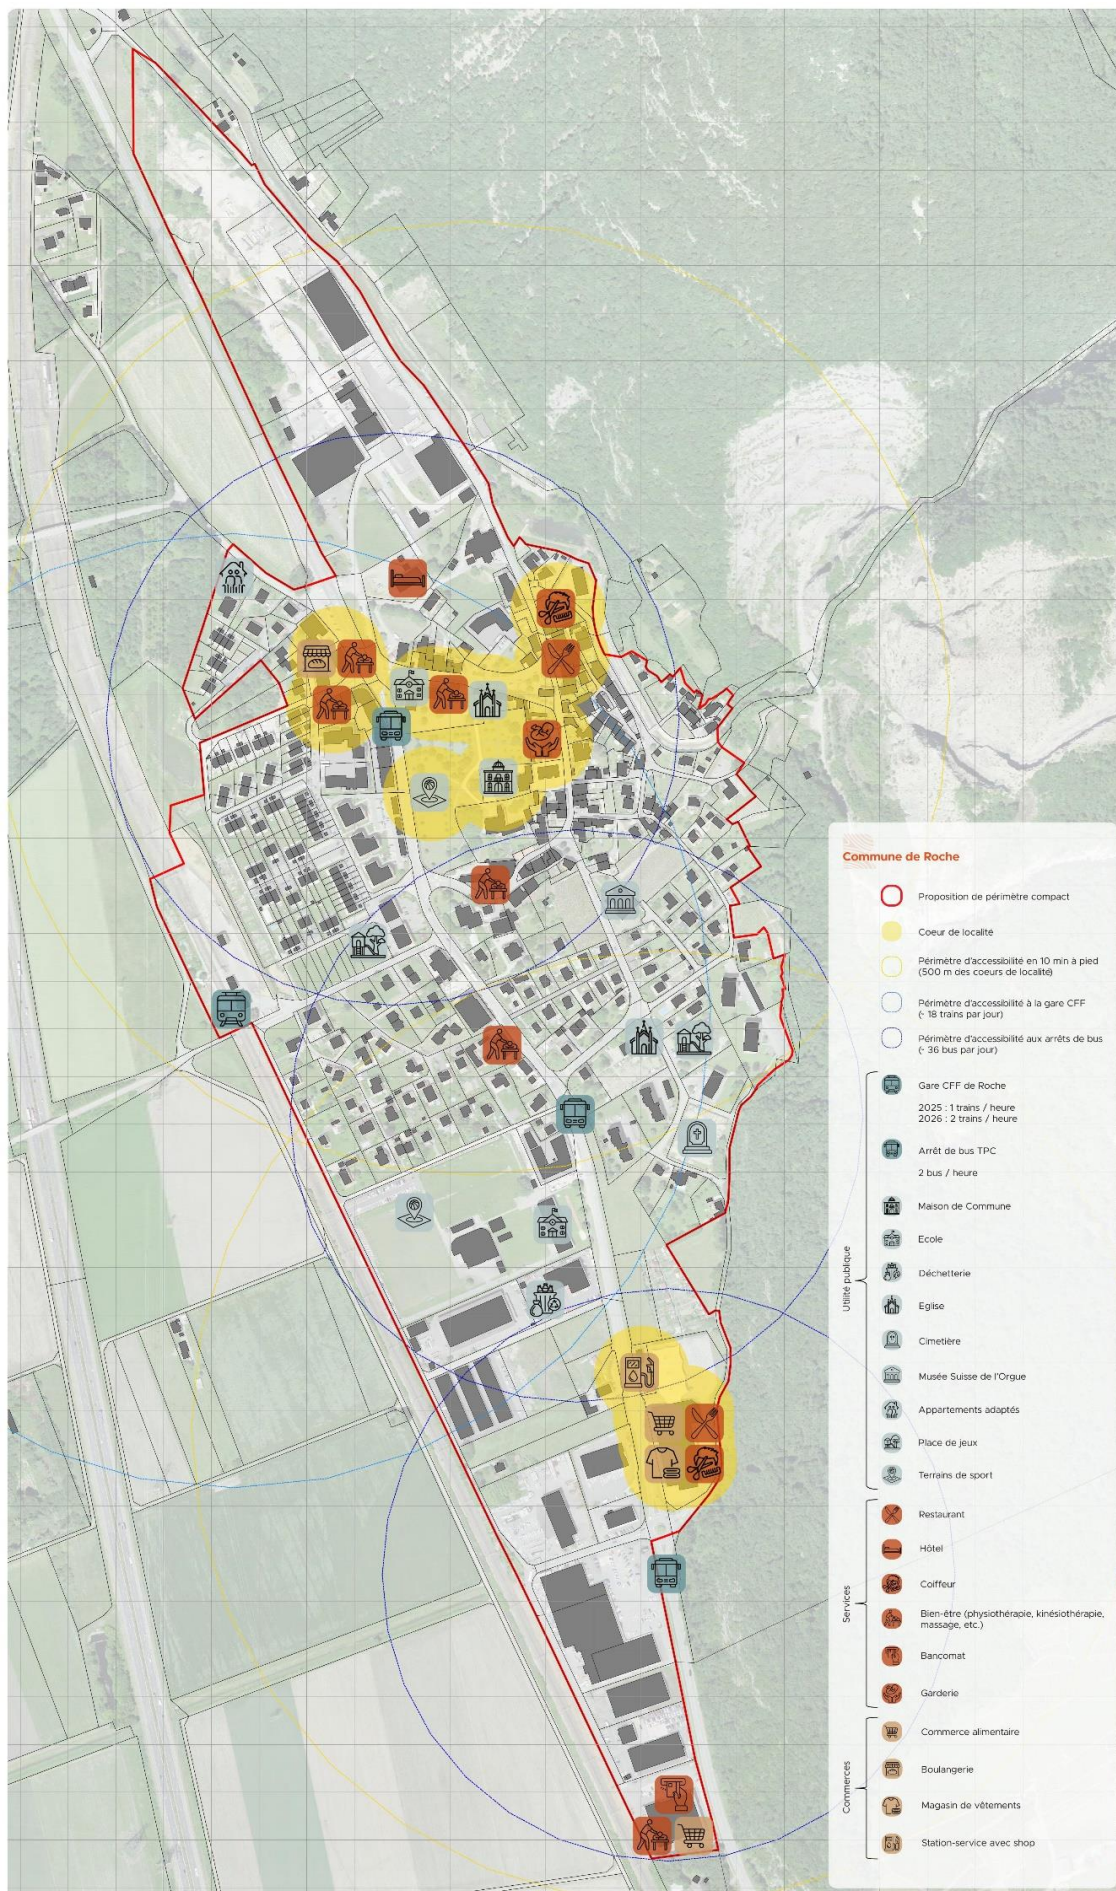 Commune de Roche
Proposition de périmètre compact
Coeur de localité
Périmètre d'accessibilité en 10 min à pied
(500 m des coeurs de localité)
Périmètre d'accessibilité à la gare CFF
(~ 18 trains par jour)
Périmètre d'accessibilité aux arrêts de bus
(~ 36 bus par jour)
Utilité publique
Gare CFF de Roche
2025 : 1 trains / heure
2026 : 2 trains / heure
Arrêt de bus TPC
2 bus / heure
Maison de Commune
Ecole
Déchetterie
Eglise
Cimetière
Musée Suisse de l'Orgue
Appartements adaptés
Place de jeux
Terrains de sport
Services
Restaurant
Hôtel
Coiffeur
Bien-être (physiothérapie, kinésiothérapie,
massage, etc.)
Bancomat
Garderie
Commerces
Commerce alimentaire
Boulangerie
Magasin de vêtements
Station-service avec shop